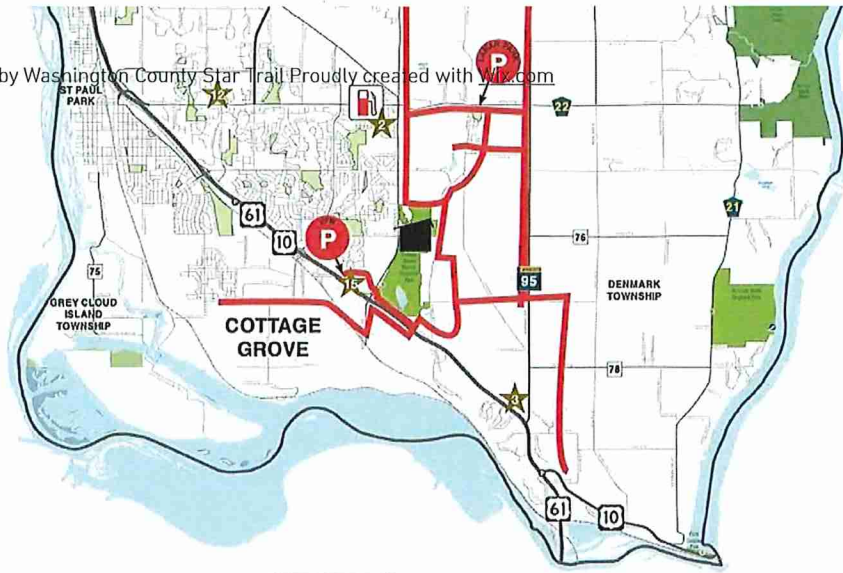 by Washington County Star Trail Proudly created with Wix.com
ST PAUL
PARK
P
22
12
2
21
61
10
P
76
75
15
95
DENMARK
TOWNSHIP
GREY CLOUD
ISLAND
TOWNSHIP
COTTAGE
GROVE
78
3
61
10